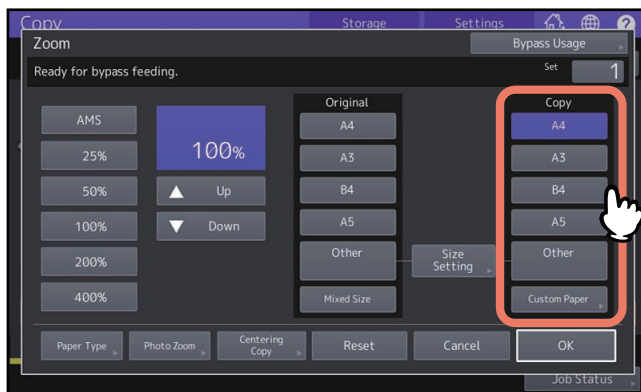 Copy
Storage
Settings
Zoom
Bypass Usage
Ready for bypass feeding.
Set
1
Original
Copy
AMS
25%
50%
100%
200%
400%
100%
Up
Down
A4
A3
B4
A5
Other
Mixed Size
Size
Setting
A4
A3
B4
A5
Other
Custom Paper
Paper Type
Photo Zoom
Centering
Copy
Reset
Cancel
OK
Job Status